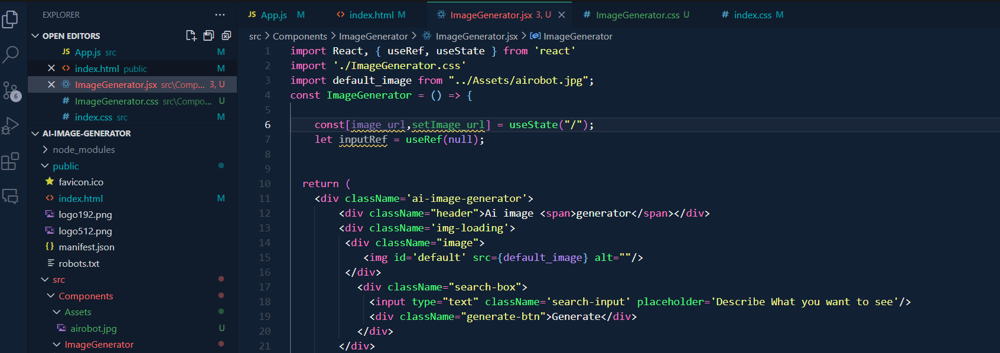 EXPLORER
OPEN EDITORS
JS App.js src M
index.html public M
ImageGenerator.jsx src\Comp... 3, U
# ImageGenerator.css src\Compo... U
# index.css src M
AI-IMAGE-GENERATOR
node_modules
public
favicon.ico
index.html M
logo192.png
logo512.png
{} manifest.json
robots.txt
src
Components
Assets
airobot.jpg U
ImageGenerator
6
JS App.js M
<> index.html M
ImageGenerator.jsx 3, U
# ImageGenerator.css U
# index.css M
src > Components > ImageGenerator > ImageGenerator.jsx > ImageGenerator
1 import React, { useRef, useState } from 'react'
2 import './ImageGenerator.css'
3 import default_image from "../Assets/airobot.jpg";
4 const ImageGenerator = () => {
5
6 const[image_url,setImage_url] = useState("/");
7 let inputRef = useRef(null);
8
9
10 return (
11 <div className='ai-image-generator'>
12 <div className="header">Ai image <span>generator</span></div>
13 <div className='img-loading'>
14 <div className="image">
15 <img id='default' src={default_image} alt=""/>
16 </div>
17 <div className="search-box">
18 <input type="text" className='search-input' placeholder='Describe What you want to see'/>
19 <div className="generate-btn">Generate</div>
20 </div>
21 </div>